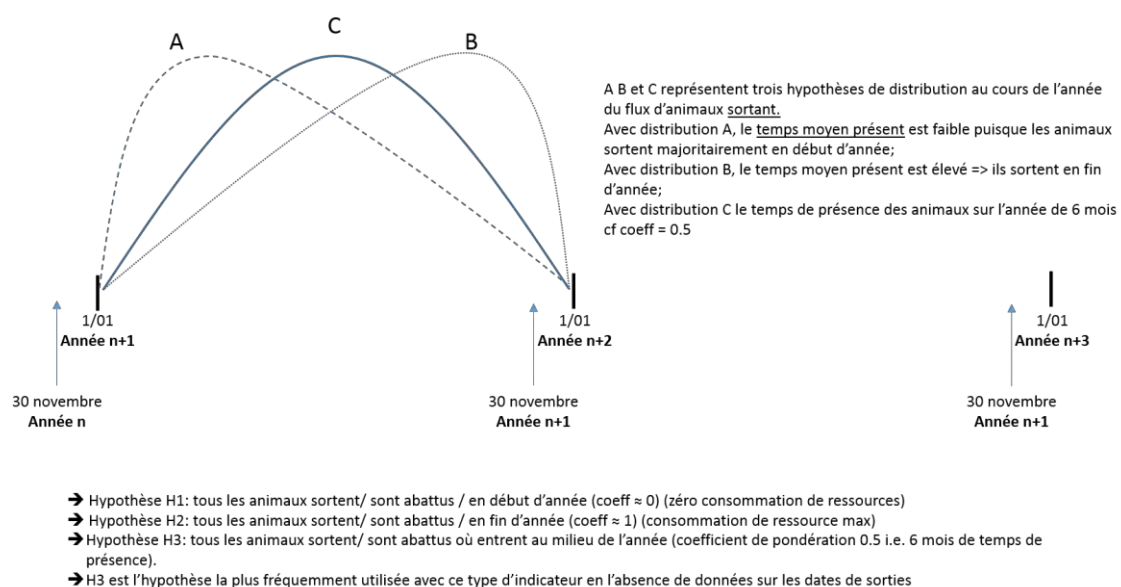 C
A
B
A B et C représentent trois hypothèses de distribution au cours de l'année
du flux d'animaux sortant.
Avec distribution A, le temps moyen présent est faible puisque les animaux
sortent majoritairement en début d'année;
Avec distribution B, le temps moyen présent est élevé => ils sortent en fin
d'année;
Avec distribution C le temps de présence des animaux sur l'année de 6 mois
cf coeff = 0.5
1/01
Année n+1
1/01
Année n+2
1/01
Année n+3
30 novembre
Année n
30 novembre
Année n+1
30 novembre
Année n+1
➔ Hypothèse H1: tous les animaux sortent/ sont abattus / en début d'année (coeff ≈ 0) (zéro consommation de ressources)
➔ Hypothèse H2: tous les animaux sortent/ sont abattus / en fin d'année (coeff ≈ 1) (consommation de ressource max)
➔ Hypothèse H3: tous les animaux sortent/ sont abattus où entrent au milieu de l'année (coefficient de pondération 0.5 i.e. 6 mois de temps de
présence).
➔ H3 est l'hypothèse la plus fréquemment utilisée avec ce type d'indicateur en l'absence de données sur les dates de sorties